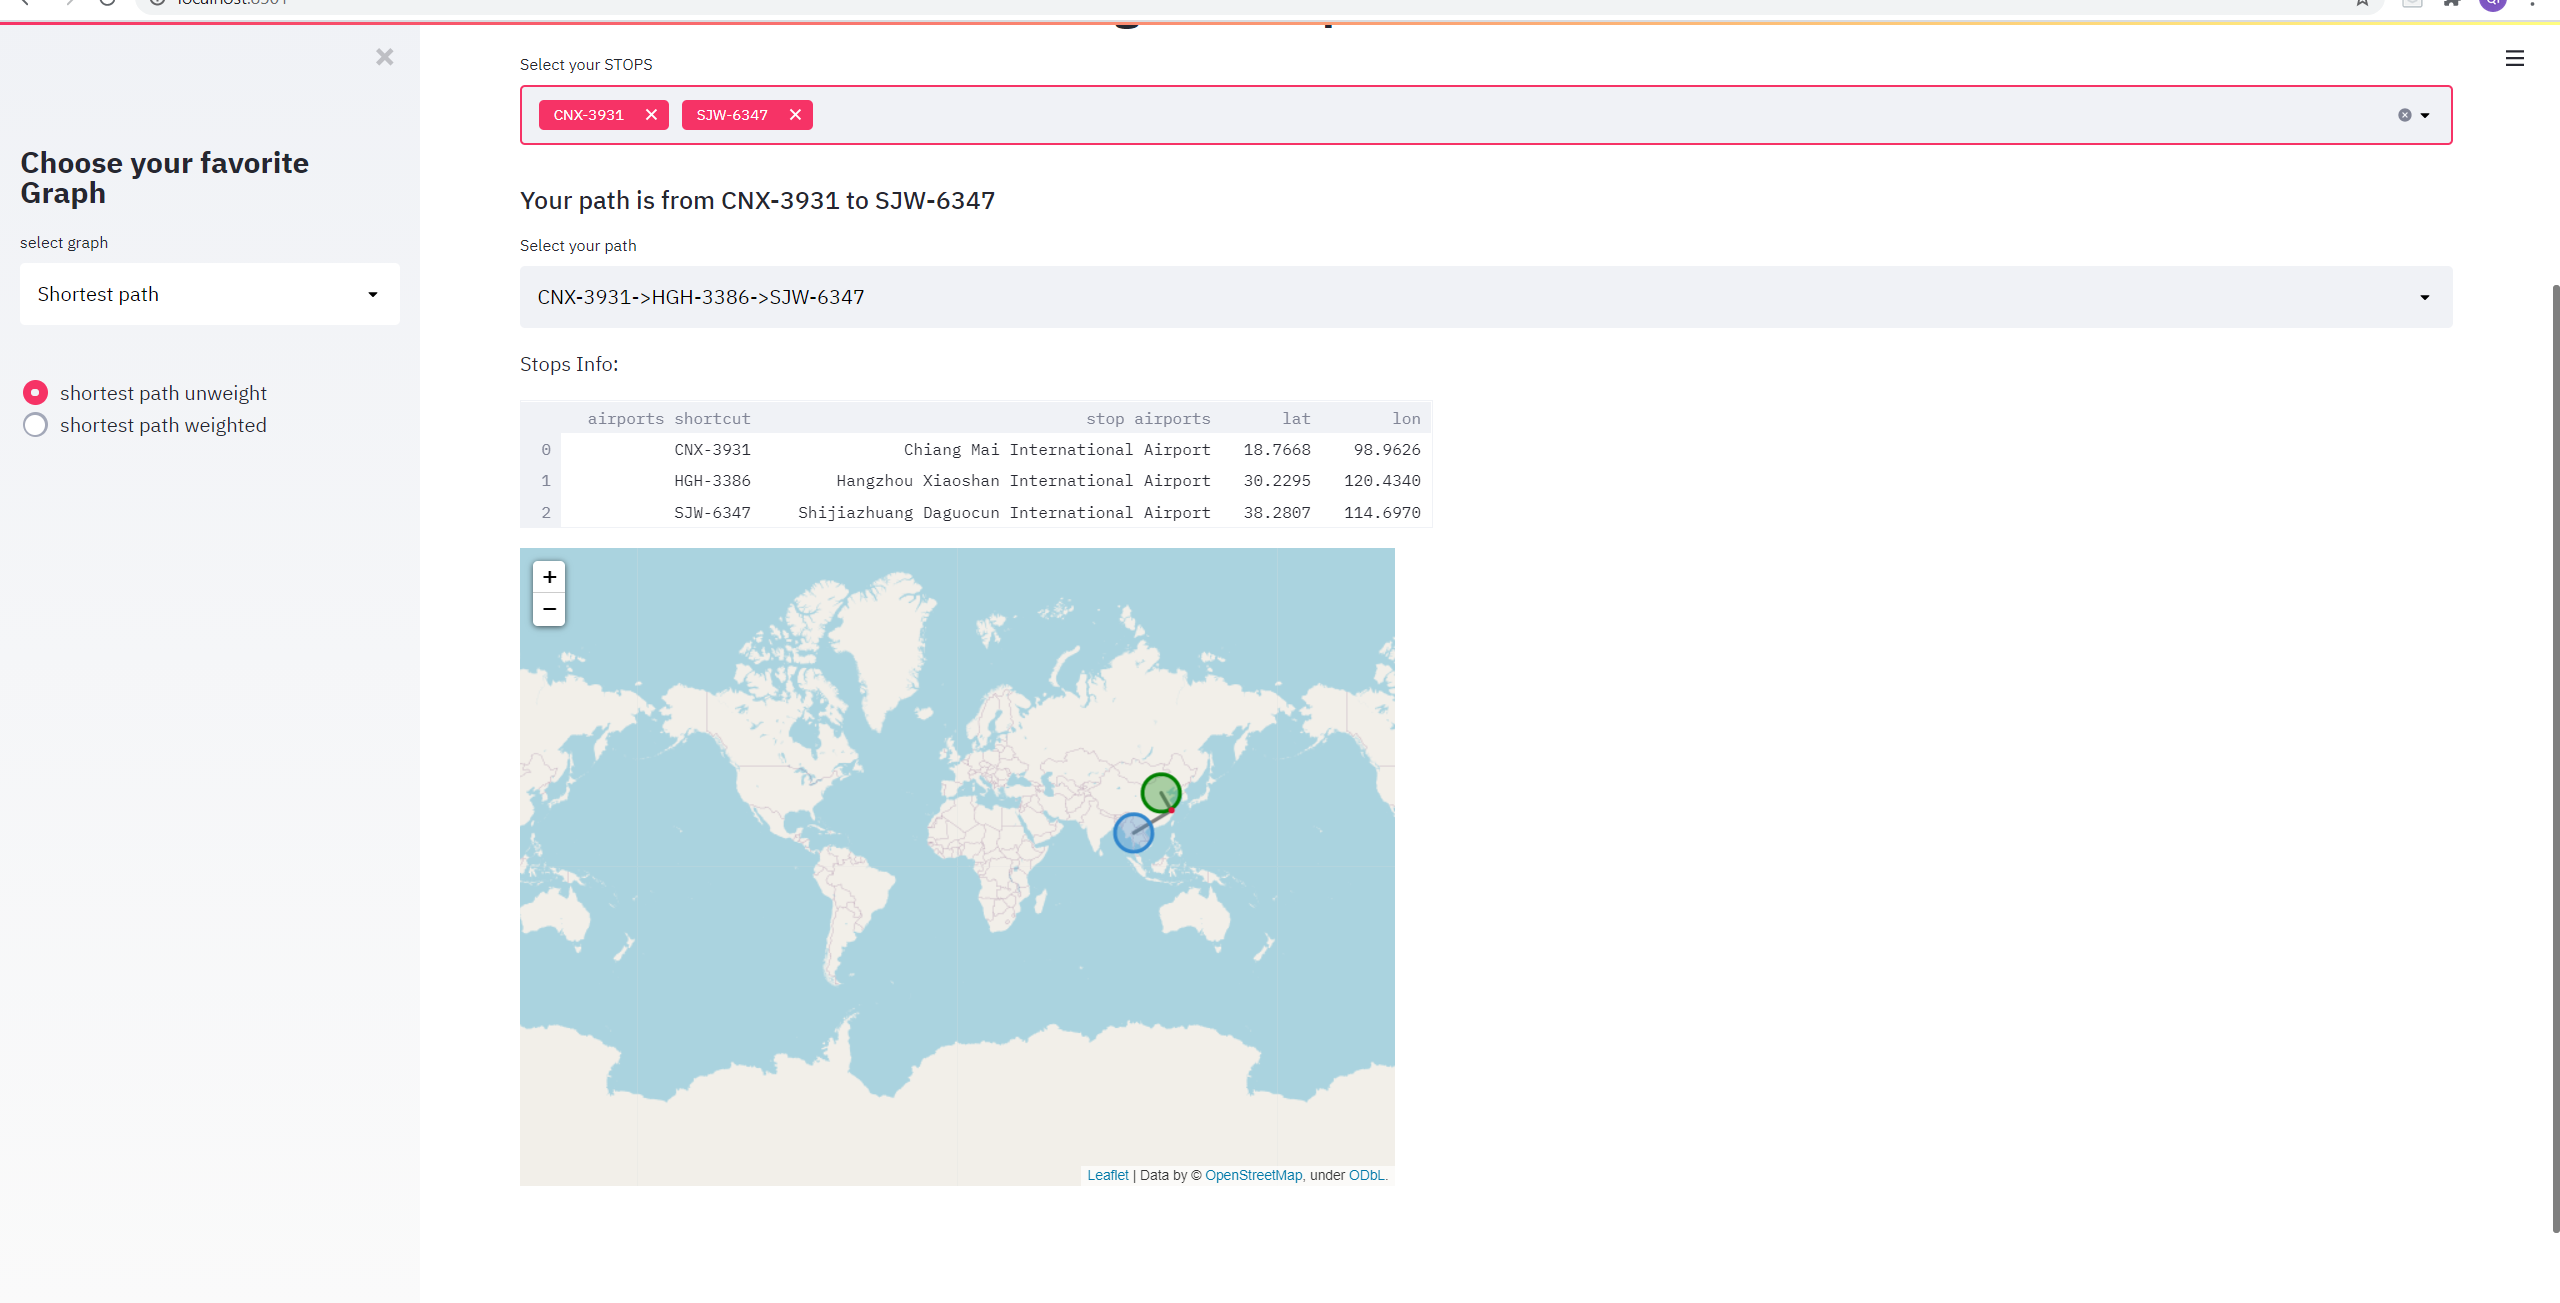 Select your STOPS
CNX-3931 SJW-6347
Choose your favorite
Graph
select graph
Shortest path
shortest path unweight
shortest path weighted
Your path is from CNX-3931 to SJW-6347
Select your path
CNX-3931->HGH-3386->SJW-6347
Stops Info:
airports shortcut stop airports lat lon
0 CNX-3931 Chiang Mai International Airport 18.7668 98.9626
1 HGH-3386 Hangzhou Xiaoshan International Airport 30.2295 120.4340
2 SJW-6347 Shijiazhuang Daguocun International Airport 38.2807 114.6970
+
−
Leaflet | Data by © OpenStreetMap, under ODbL.